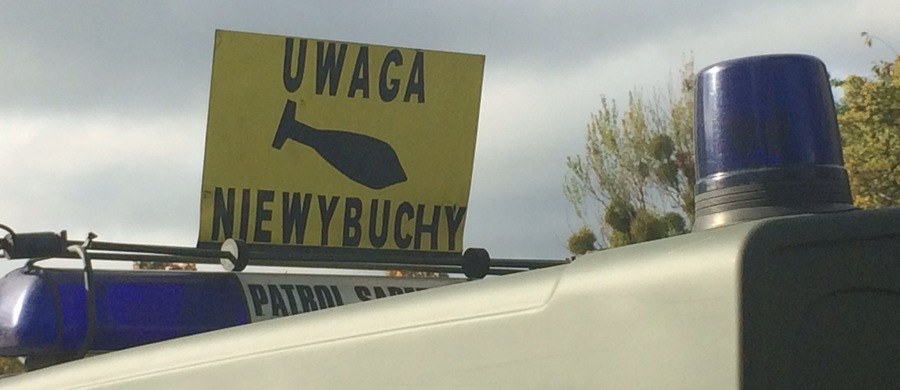 UWAGA
NIEWYBUCHY
PATROL